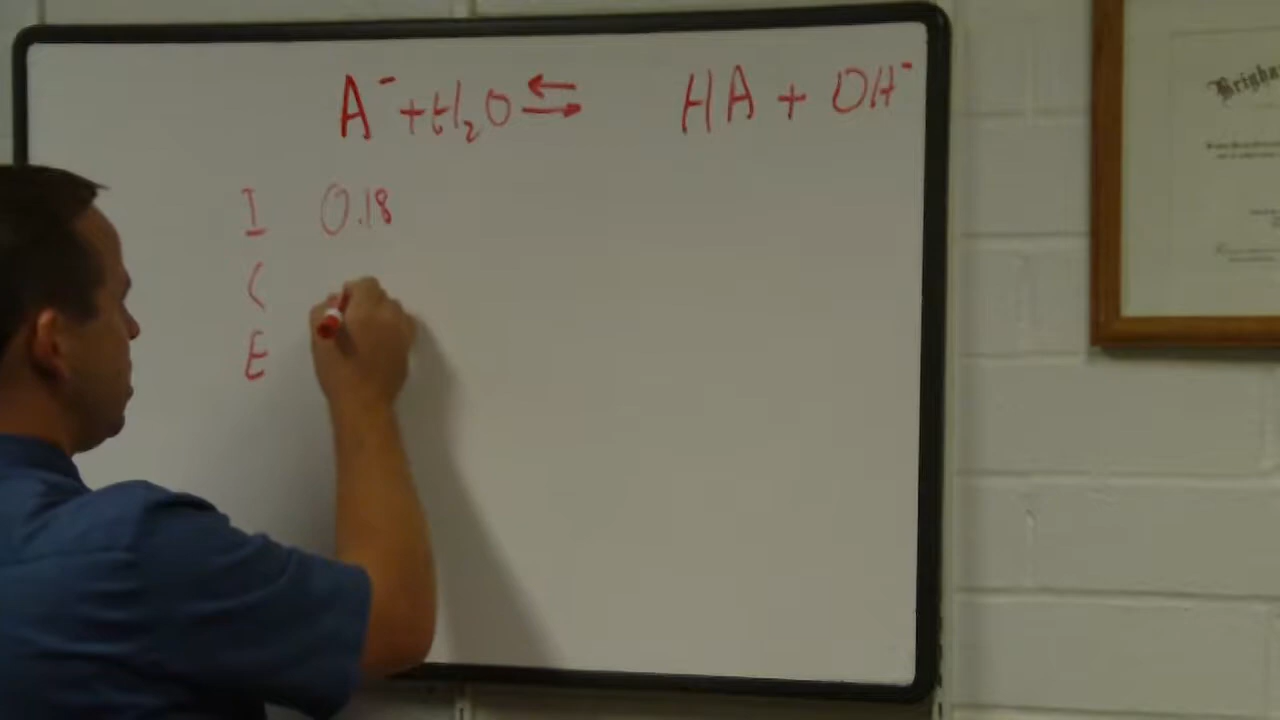 A⁻ + H₂O ⇌ HA + OH⁻
I 0.18
C
E